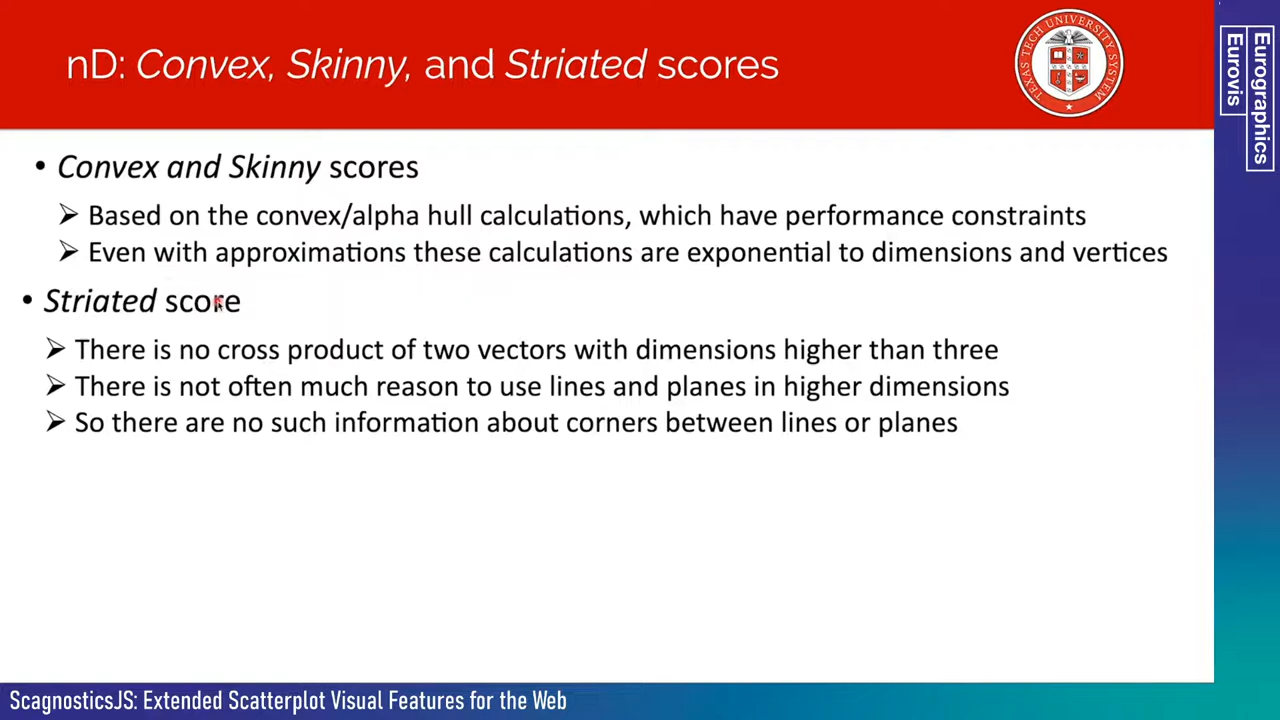 nD: Convex, Skinny, and Striated scores
TEXAS TECH UNIVERSITY SYSTEM
Eurographics
Eurovis
• Convex and Skinny scores
➢ Based on the convex/alpha hull calculations, which have performance constraints
➢ Even with approximations these calculations are exponential to dimensions and vertices
• Striated score
➢ There is no cross product of two vectors with dimensions higher than three
➢ There is not often much reason to use lines and planes in higher dimensions
➢ So there are no such information about corners between lines or planes
ScagnosticsJS: Extended Scatterplot Visual Features for the Web